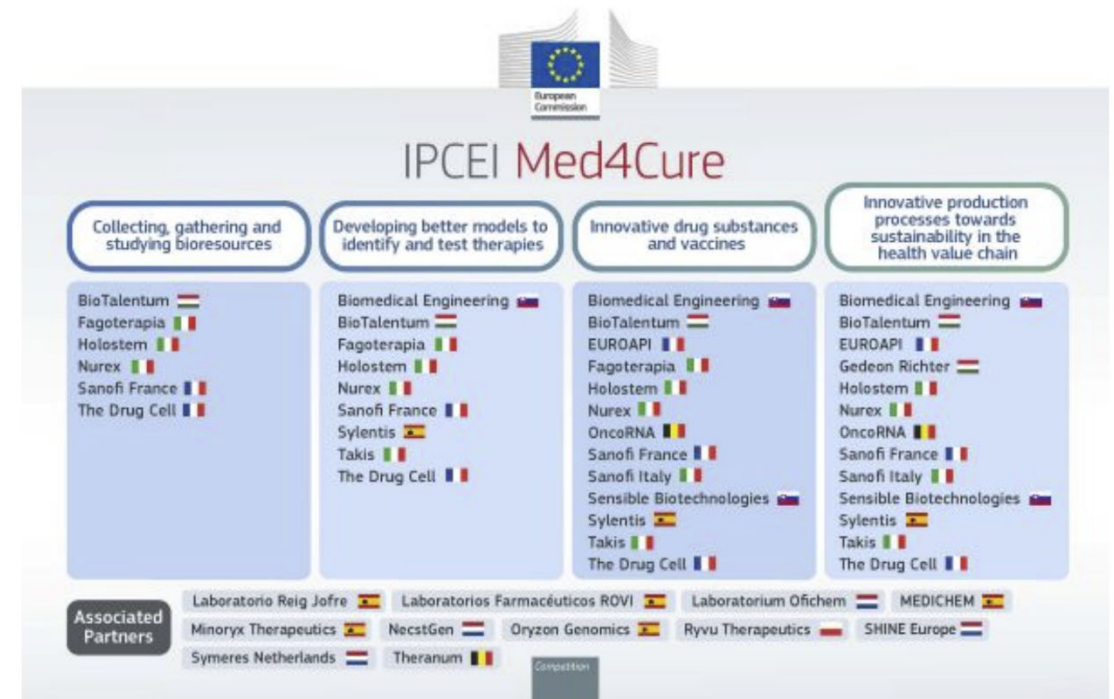 European
Commission
IPCEI Med4Cure
Collecting, gathering and
studying bioresources
BioTalentum
Fagoterapia
Holostem
Nurex
Sanofi France
The Drug Cell
Developing better models to
identify and test therapies
Biomedical Engineering
BioTalentum
Fagoterapia
Holostem
Nurex
Sanofi France
Sylentis
Takis
The Drug Cell
Innovative drug substances
and vaccines
Biomedical Engineering
BioTalentum
EUROAPI
Fagoterapia
Holostem
Nurex
OncoRNA
Sanofi France
Sanofi Italy
Sensible Biotechnologies
Sylentis
Takis
The Drug Cell
Innovative production
processes towards
sustainability in the
health value chain
Biomedical Engineering
BioTalentum
EUROAPI
Gedeon Richter
Holostem
Nurex
OncoRNA
Sanofi France
Sanofi Italy
Sensible Biotechnologies
Sylentis
Takis
The Drug Cell
Associated
Partners
Laboratorio Reig Jofre
Laboratorios Farmacéuticos ROVI
Laboratorium Ofichem
MEDICHEM
Minoryx Therapeutics
NecstGen
Oryzon Genomics
Ryvu Therapeutics
SHINE Europe
Symeres Netherlands
Theranum
Competition